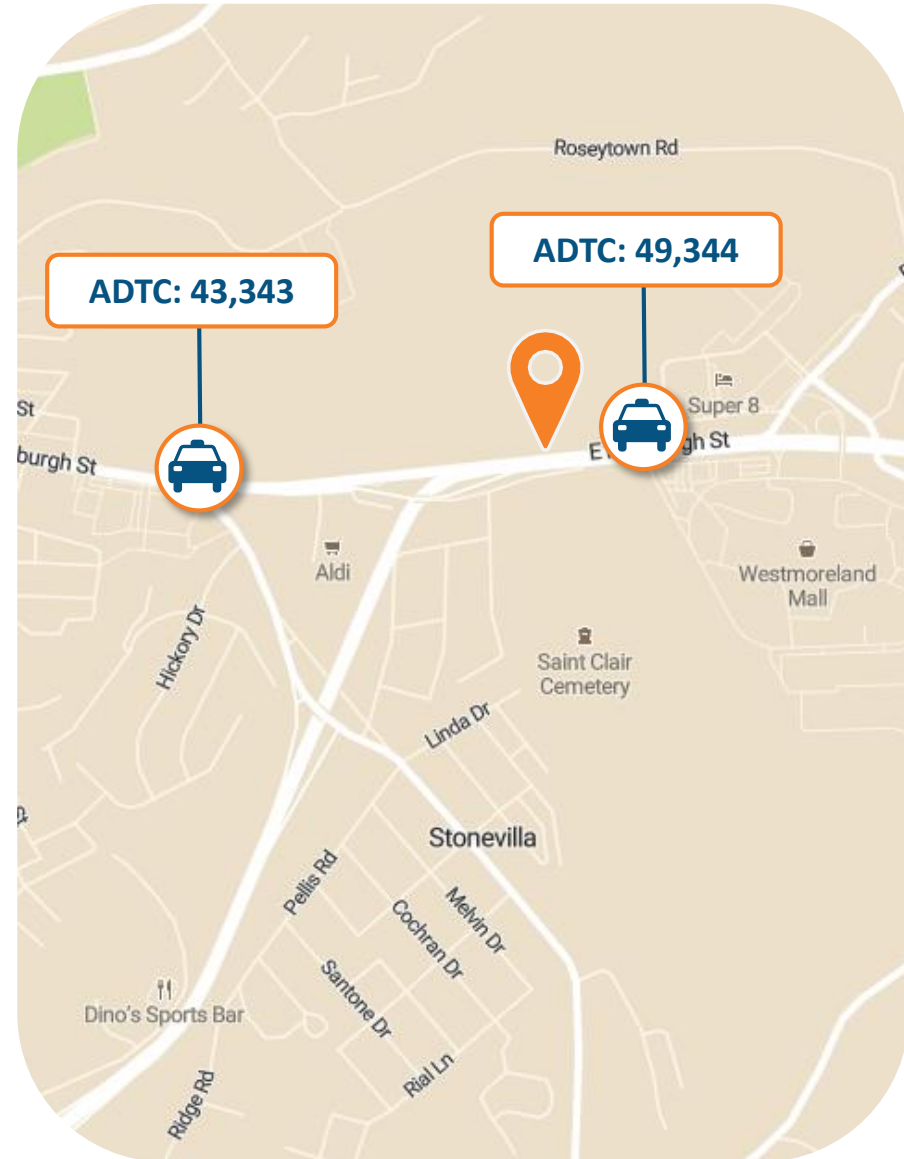 Roseytown Rd
ADTC: 49,344
ADTC: 43,343
Super 8
St
burgh St
gh St
Aldi
Westmoreland
Mall
Hickory Dr
Saint Clair
Cemetery
Linda Dr
Stonevilla
Pellis Rd
Melvin Dr
Cochran Dr
Santone Dr
Dino's Sports Bar
Rial Ln
Ridge Rd